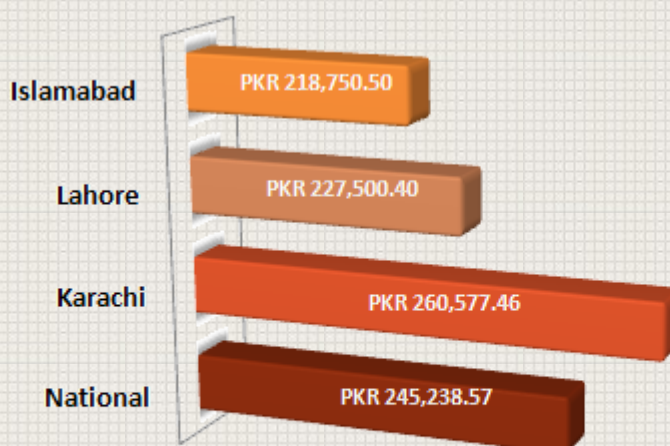 Islamabad PKR 218,750.50
Lahore PKR 227,500.40
Karachi PKR 260,577.46
National PKR 245,238.57